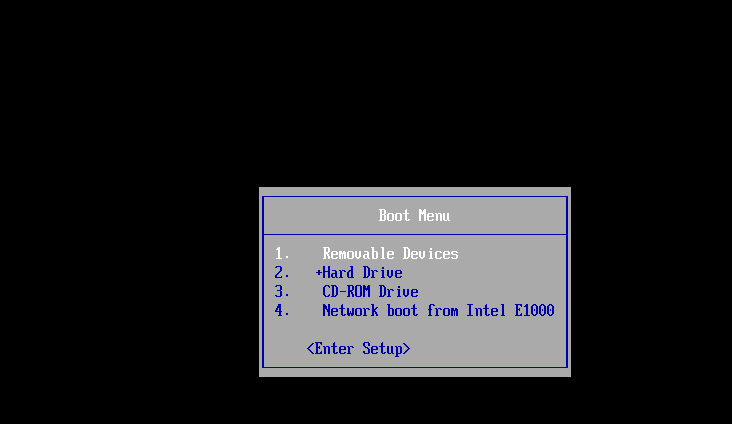 Boot Menu
1. Removable Devices
2. +Hard Drive
3. CD-ROM Drive
4. Network boot from Intel E1000
<Enter Setup>